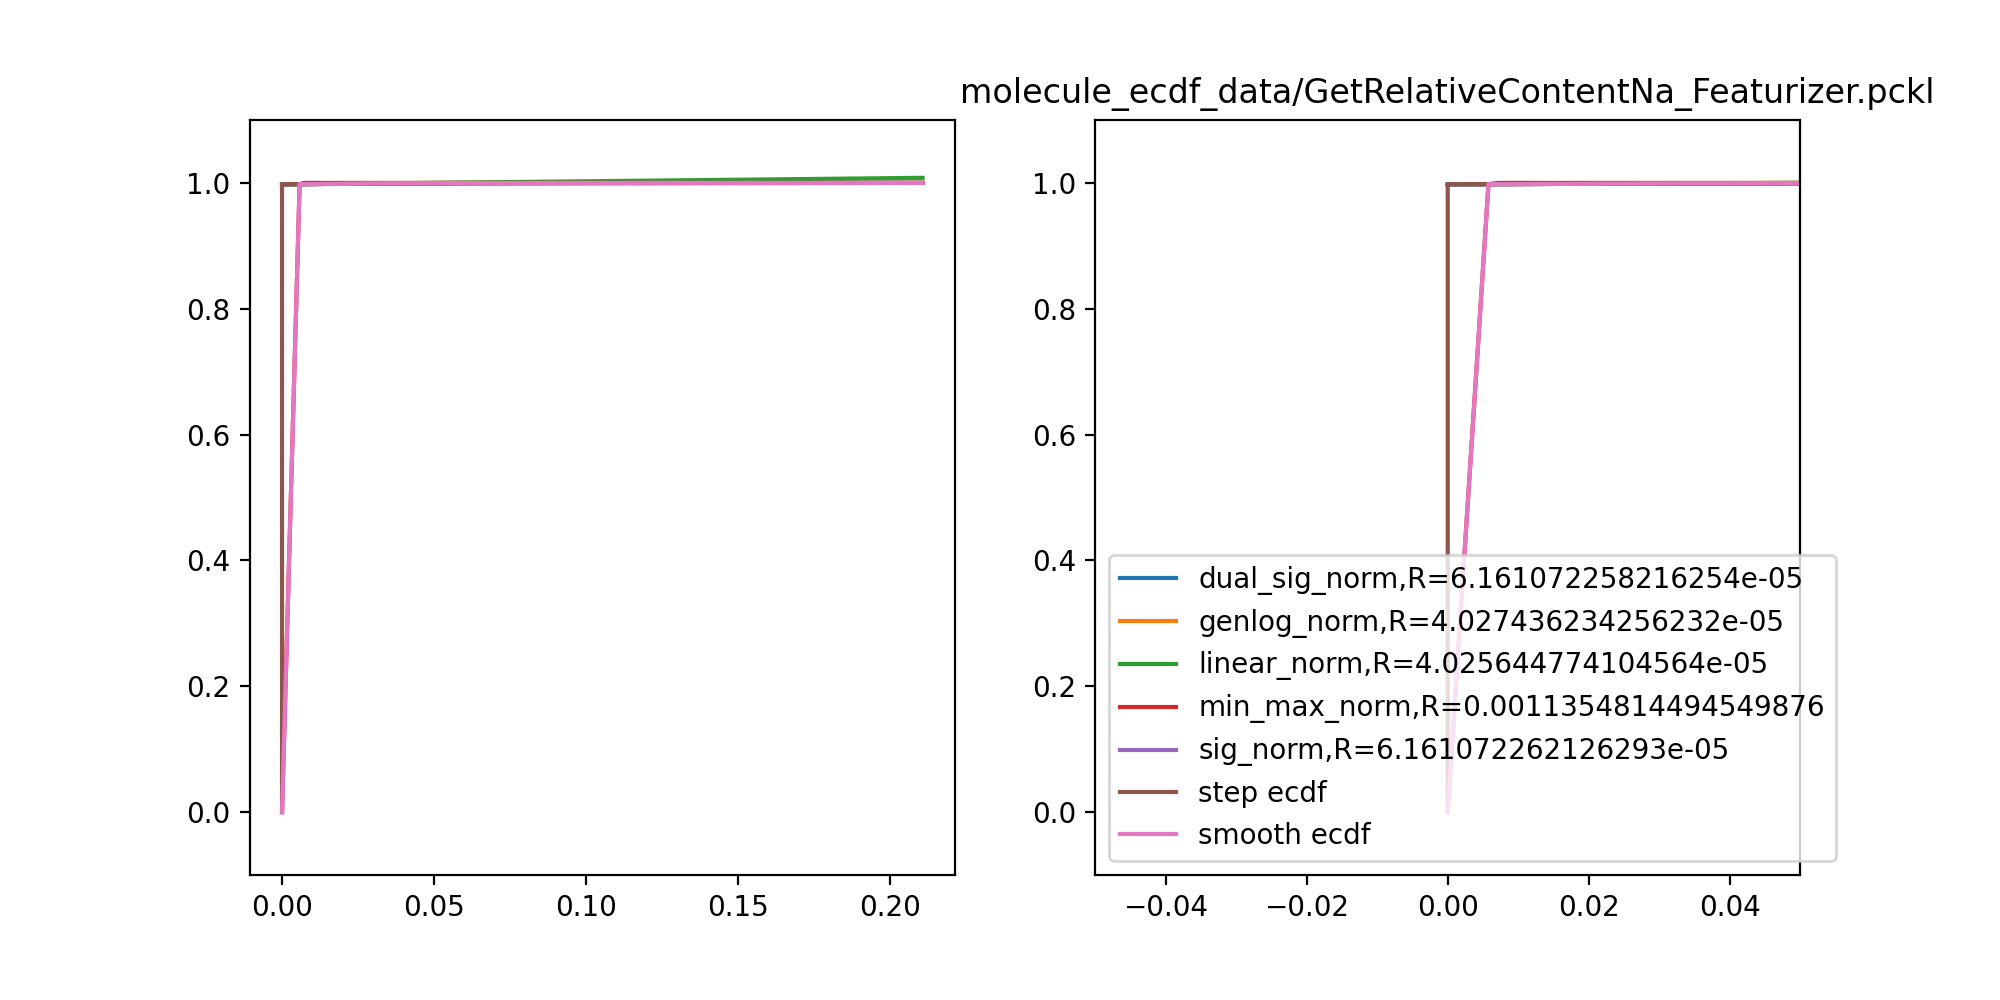 molecule_ecdf_data/GetRelativeContentNa_Featurizer.pckl
1.0
0.8
0.6
0.4
0.2
0.0
0.00 0.05 0.10 0.15 0.20
1.0
0.8
0.6
0.4
0.2
0.0
dual_sig_norm,R=6.161072258216254e-05
genlog_norm,R=4.027436234256232e-05
linear_norm,R=4.025644774104564e-05
min_max_norm,R=0.0011354814494549876
sig_norm,R=6.161072262126293e-05
step ecdf
smooth ecdf
−0.04 −0.02 0.00 0.02 0.04